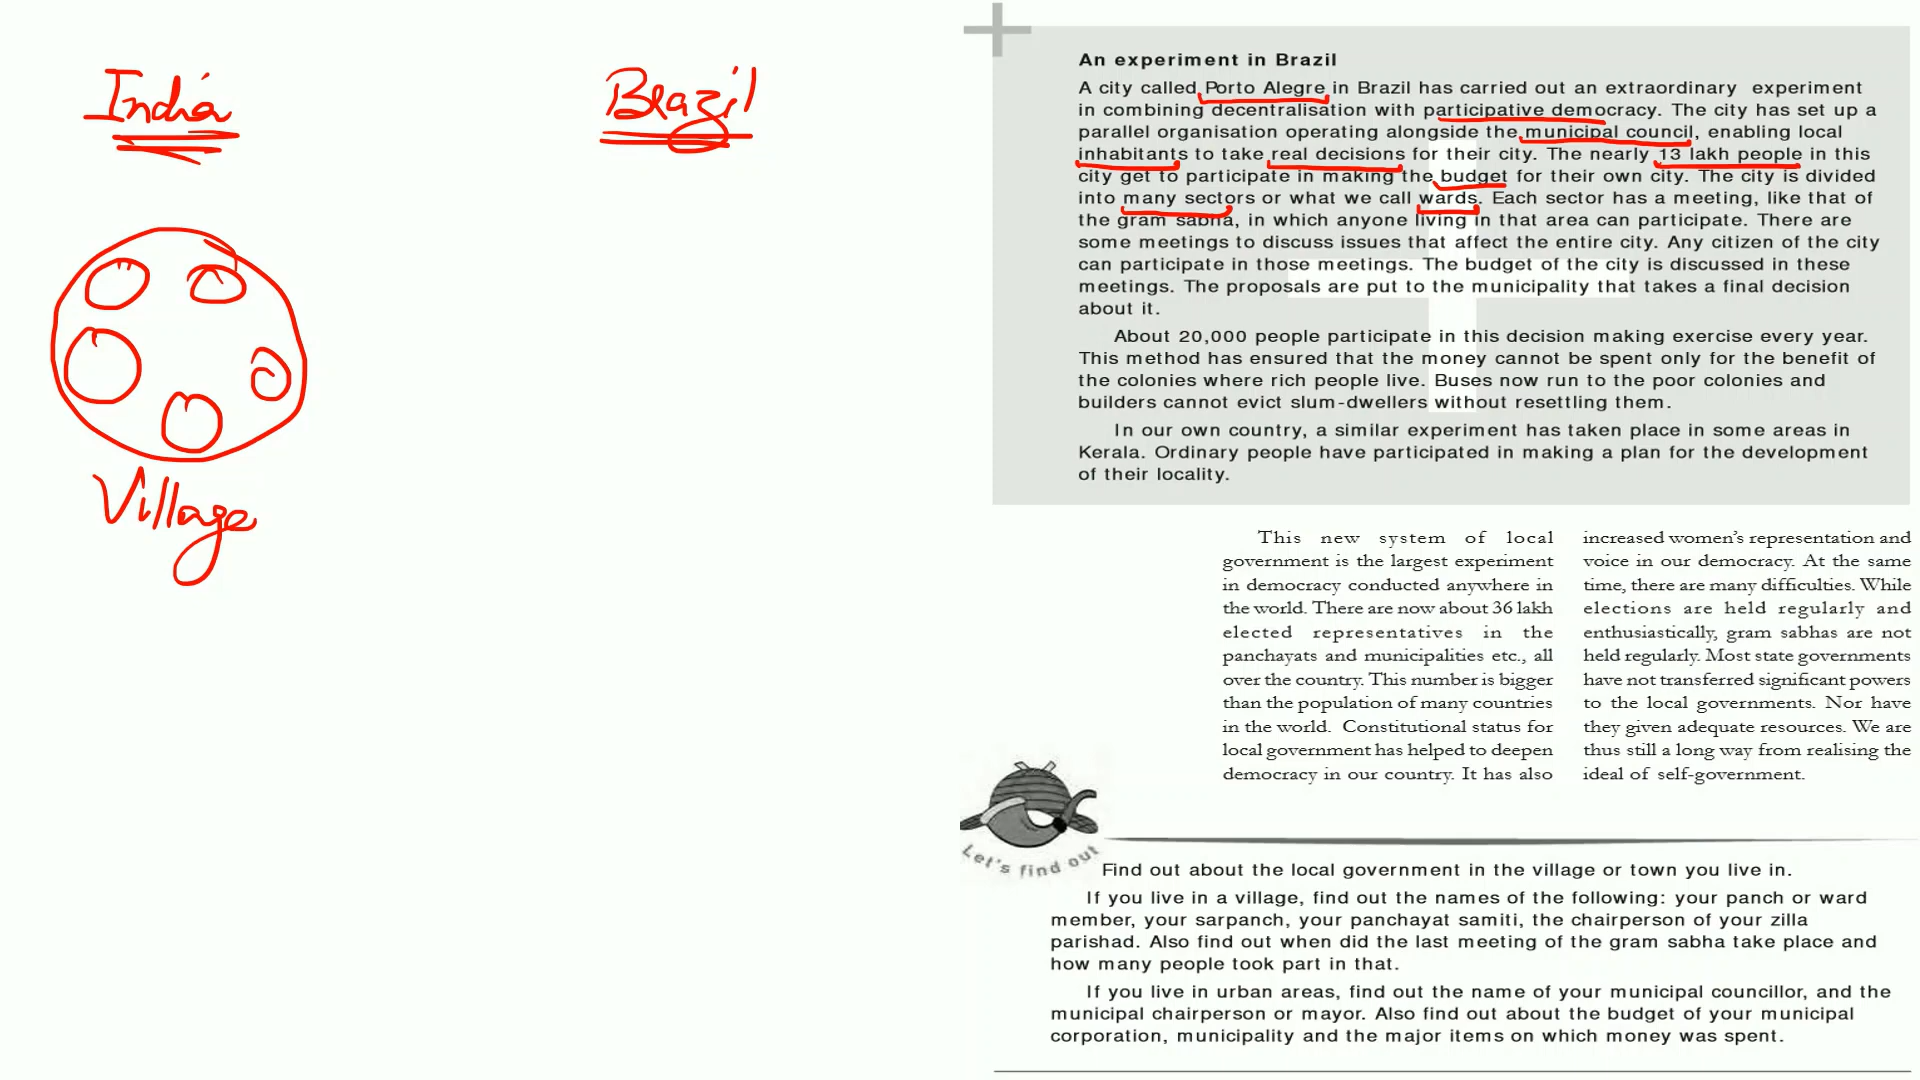 India
Brazil
Village
An experiment in Brazil
A city called Porto Alegre in Brazil has carried out an extraordinary experiment
in combining decentralisation with participative democracy. The city has set up a
parallel organisation operating alongside the municipal council, enabling local
inhabitants to take real decisions for their city. The nearly 13 lakh people in this
city get to participate in making the budget for their own city. The city is divided
into many sectors or what we call wards. Each sector has a meeting, like that of
the gram sabha, in which anyone living in that area can participate. There are
some meetings to discuss issues that affect the entire city. Any citizen of the city
can participate in those meetings. The budget of the city is discussed in these
meetings. The proposals are put to the municipality that takes a final decision
about it.
About 20,000 people participate in this decision making exercise every year.
This method has ensured that the money cannot be spent only for the benefit of
the colonies where rich people live. Buses now run to the poor colonies and
builders cannot evict slum-dwellers without resettling them.
In our own country, a similar experiment has taken place in some areas in
Kerala. Ordinary people have participated in making a plan for the development
of their locality.
This new system of local
government is the largest experiment
in democracy conducted anywhere in
the world. There are now about 36 lakh
elected representatives in the
panchayats and municipalities etc., all
over the country. This number is bigger
than the population of many countries
in the world. Constitutional status for
local government has helped to deepen
democracy in our country. It has also
increased women's representation and
voice in our democracy. At the same
time, there are many difficulties. While
elections are held regularly and
enthusiastically, gram sabhas are not
held regularly. Most state governments
have not transferred significant powers
to the local governments. Nor have
they given adequate resources. We are
thus still a long way from realising the
ideal of self-government.
Let's find out
Find out about the local government in the village or town you live in.
If you live in a village, find out the names of the following: your panch or ward
member, your sarpanch, your panchayat samiti, the chairperson of your zilla
parishad. Also find out when did the last meeting of the gram sabha take place and
how many people took part in that.
If you live in urban areas, find out the name of your municipal councillor, and the
municipal chairperson or mayor. Also find out about the budget of your municipal
corporation, municipality and the major items on which money was spent.